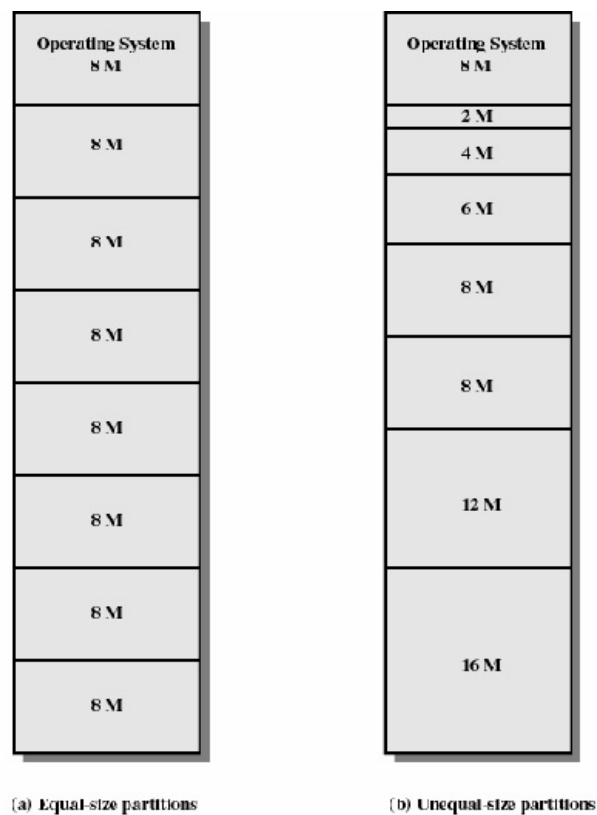 Operating System
8 M
8 M
8 M
8 M
8 M
8 M
8 M
8 M
(a) Equal-size partitions
Operating System
8 M
2 M
4 M
6 M
8 M
8 M
12 M
16 M
(b) Unequal-size partitions